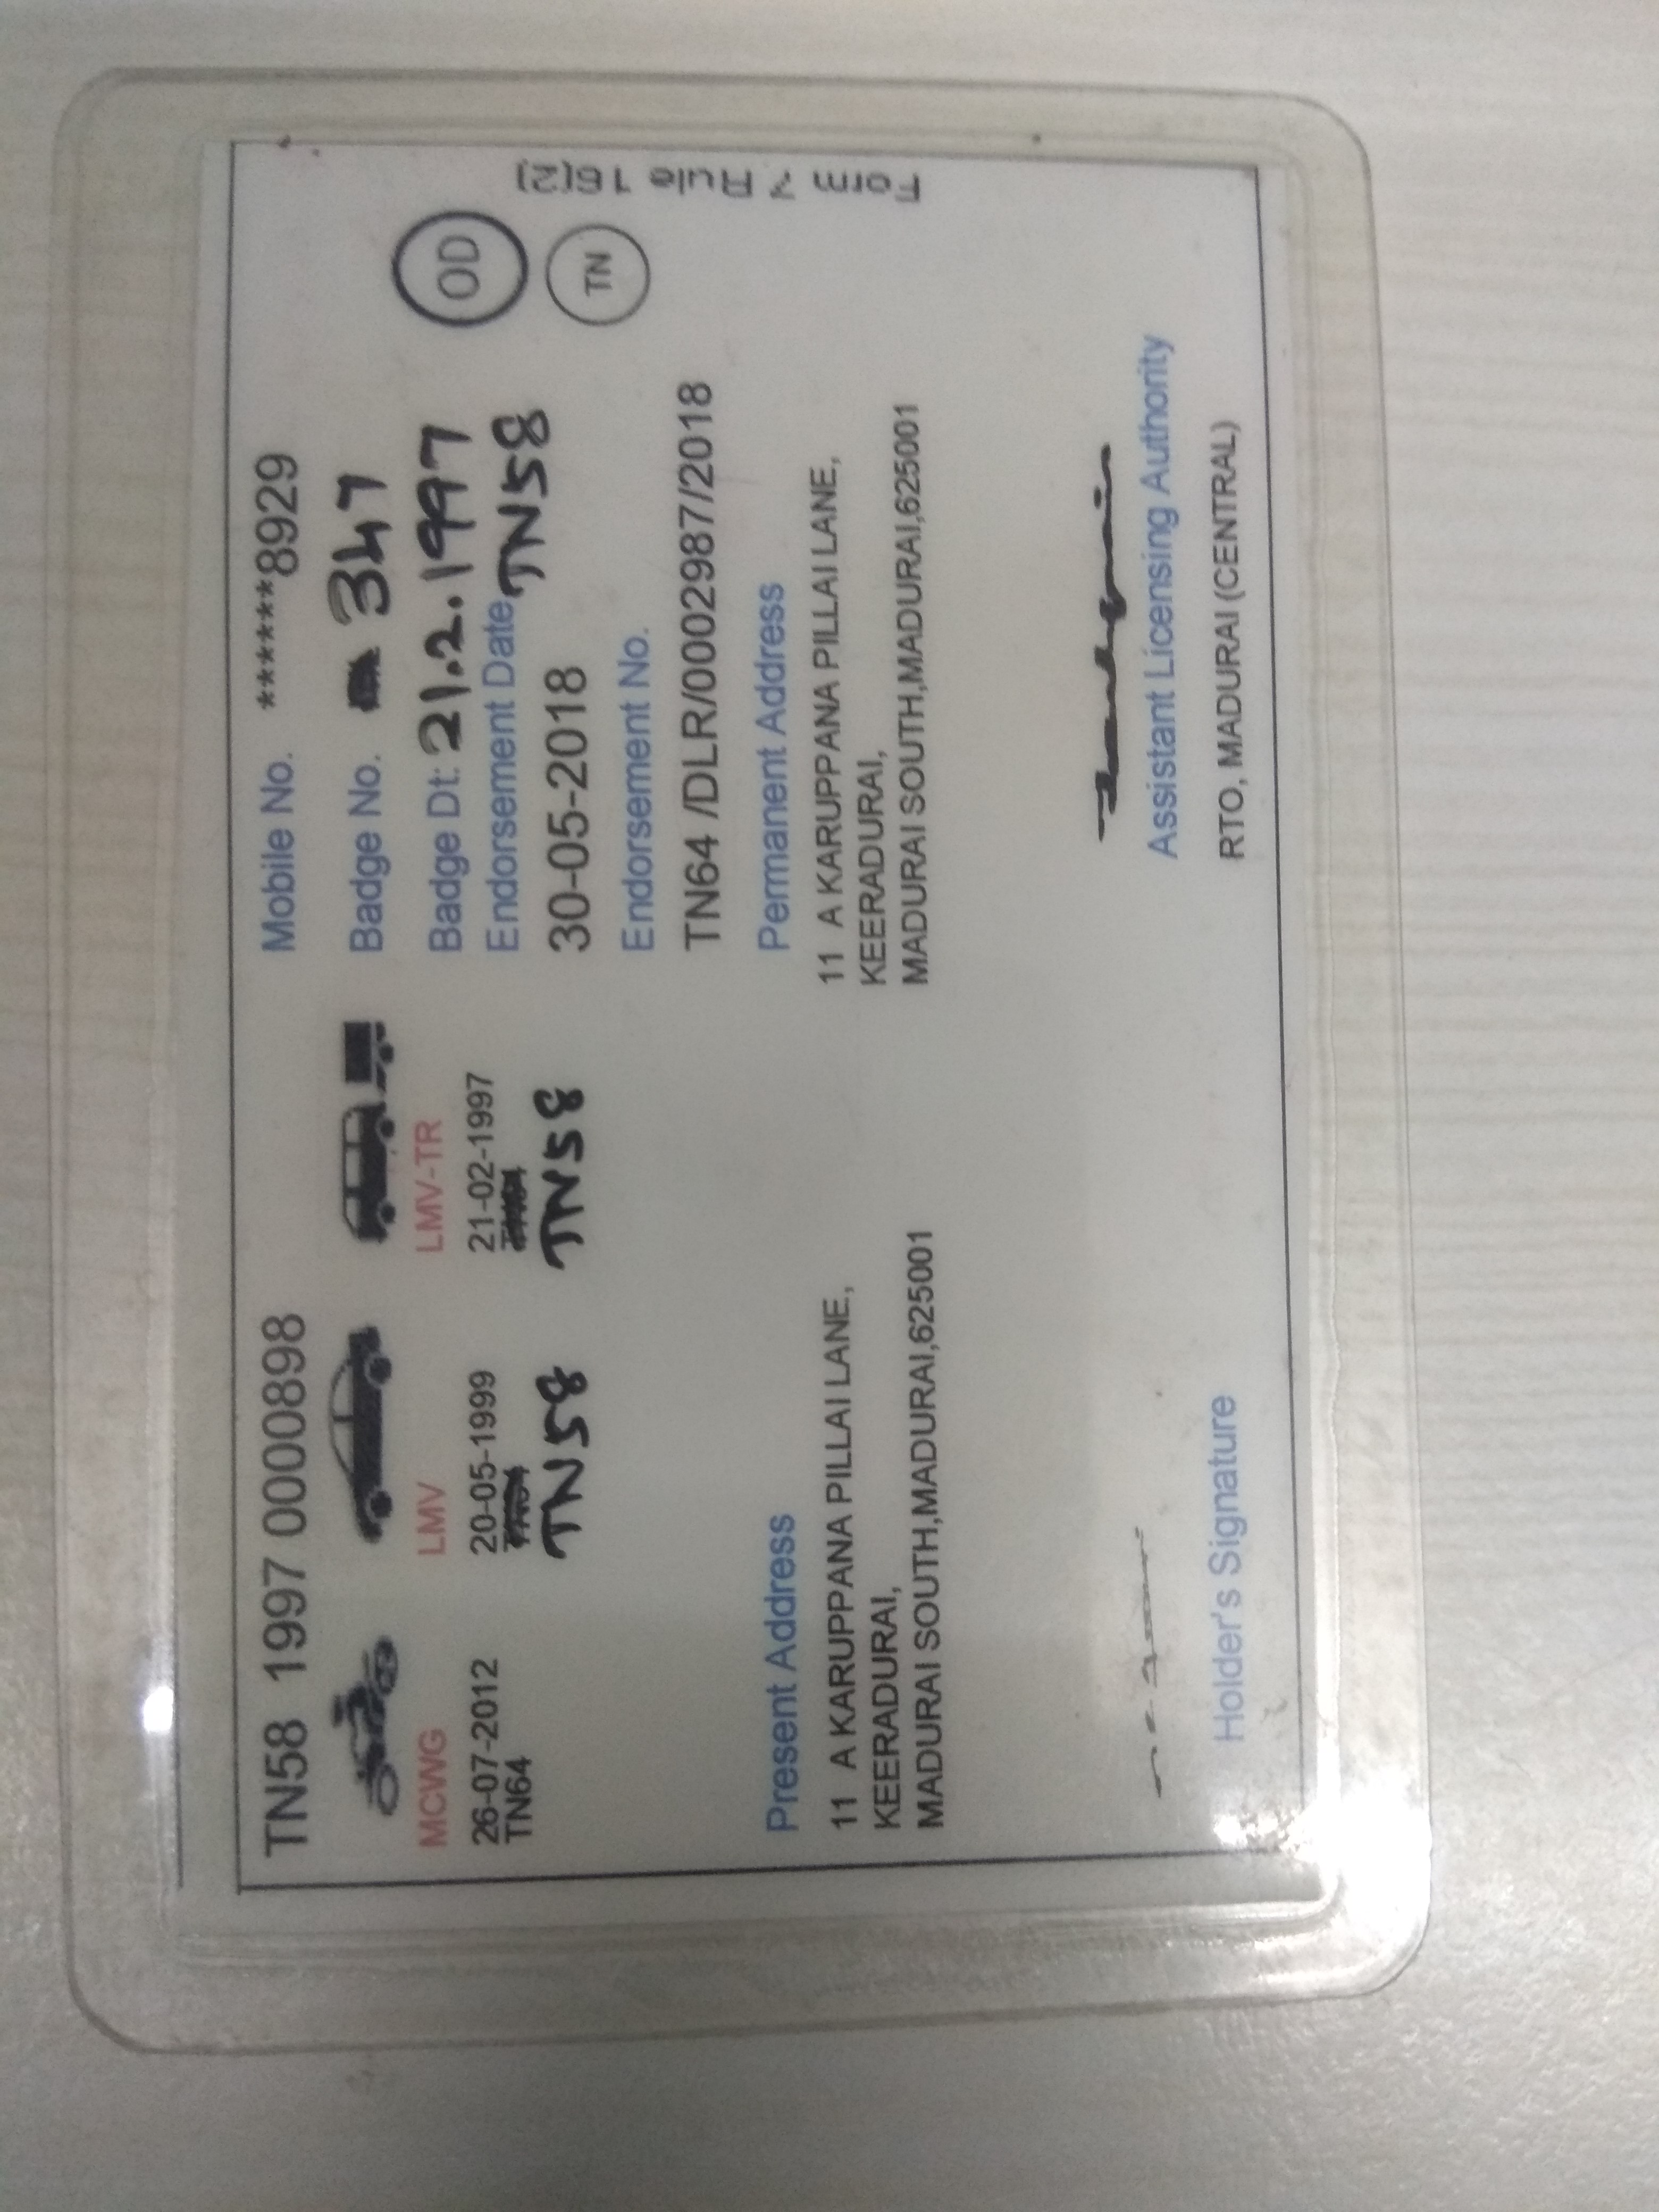 TN58 1997 0000898
Mobile No. ******8929
Badge No. 347
Badge Dt: 21.2.1997
TN58
MCWG
26-07-2012
TN64
LMV
20-05-1999
TN58
LMV-TR
21-02-1997
TN58
Endorsement Date
30-05-2018
Endorsement No.
TN64 /DLR/0002987/2018
OD
TN
Form 7 Rule 16(2)
Present Address
11 A KARUPPANA PILLAI LANE,
KEERADURAI,
MADURAI SOUTH,MADURAI,625001
Permanent Address
11 A KARUPPANA PILLAI LANE,
KEERADURAI,
MADURAI SOUTH,MADURAI,625001
Holder's Signature
Assistant Licensing Authority
RTO, MADURAI (CENTRAL)